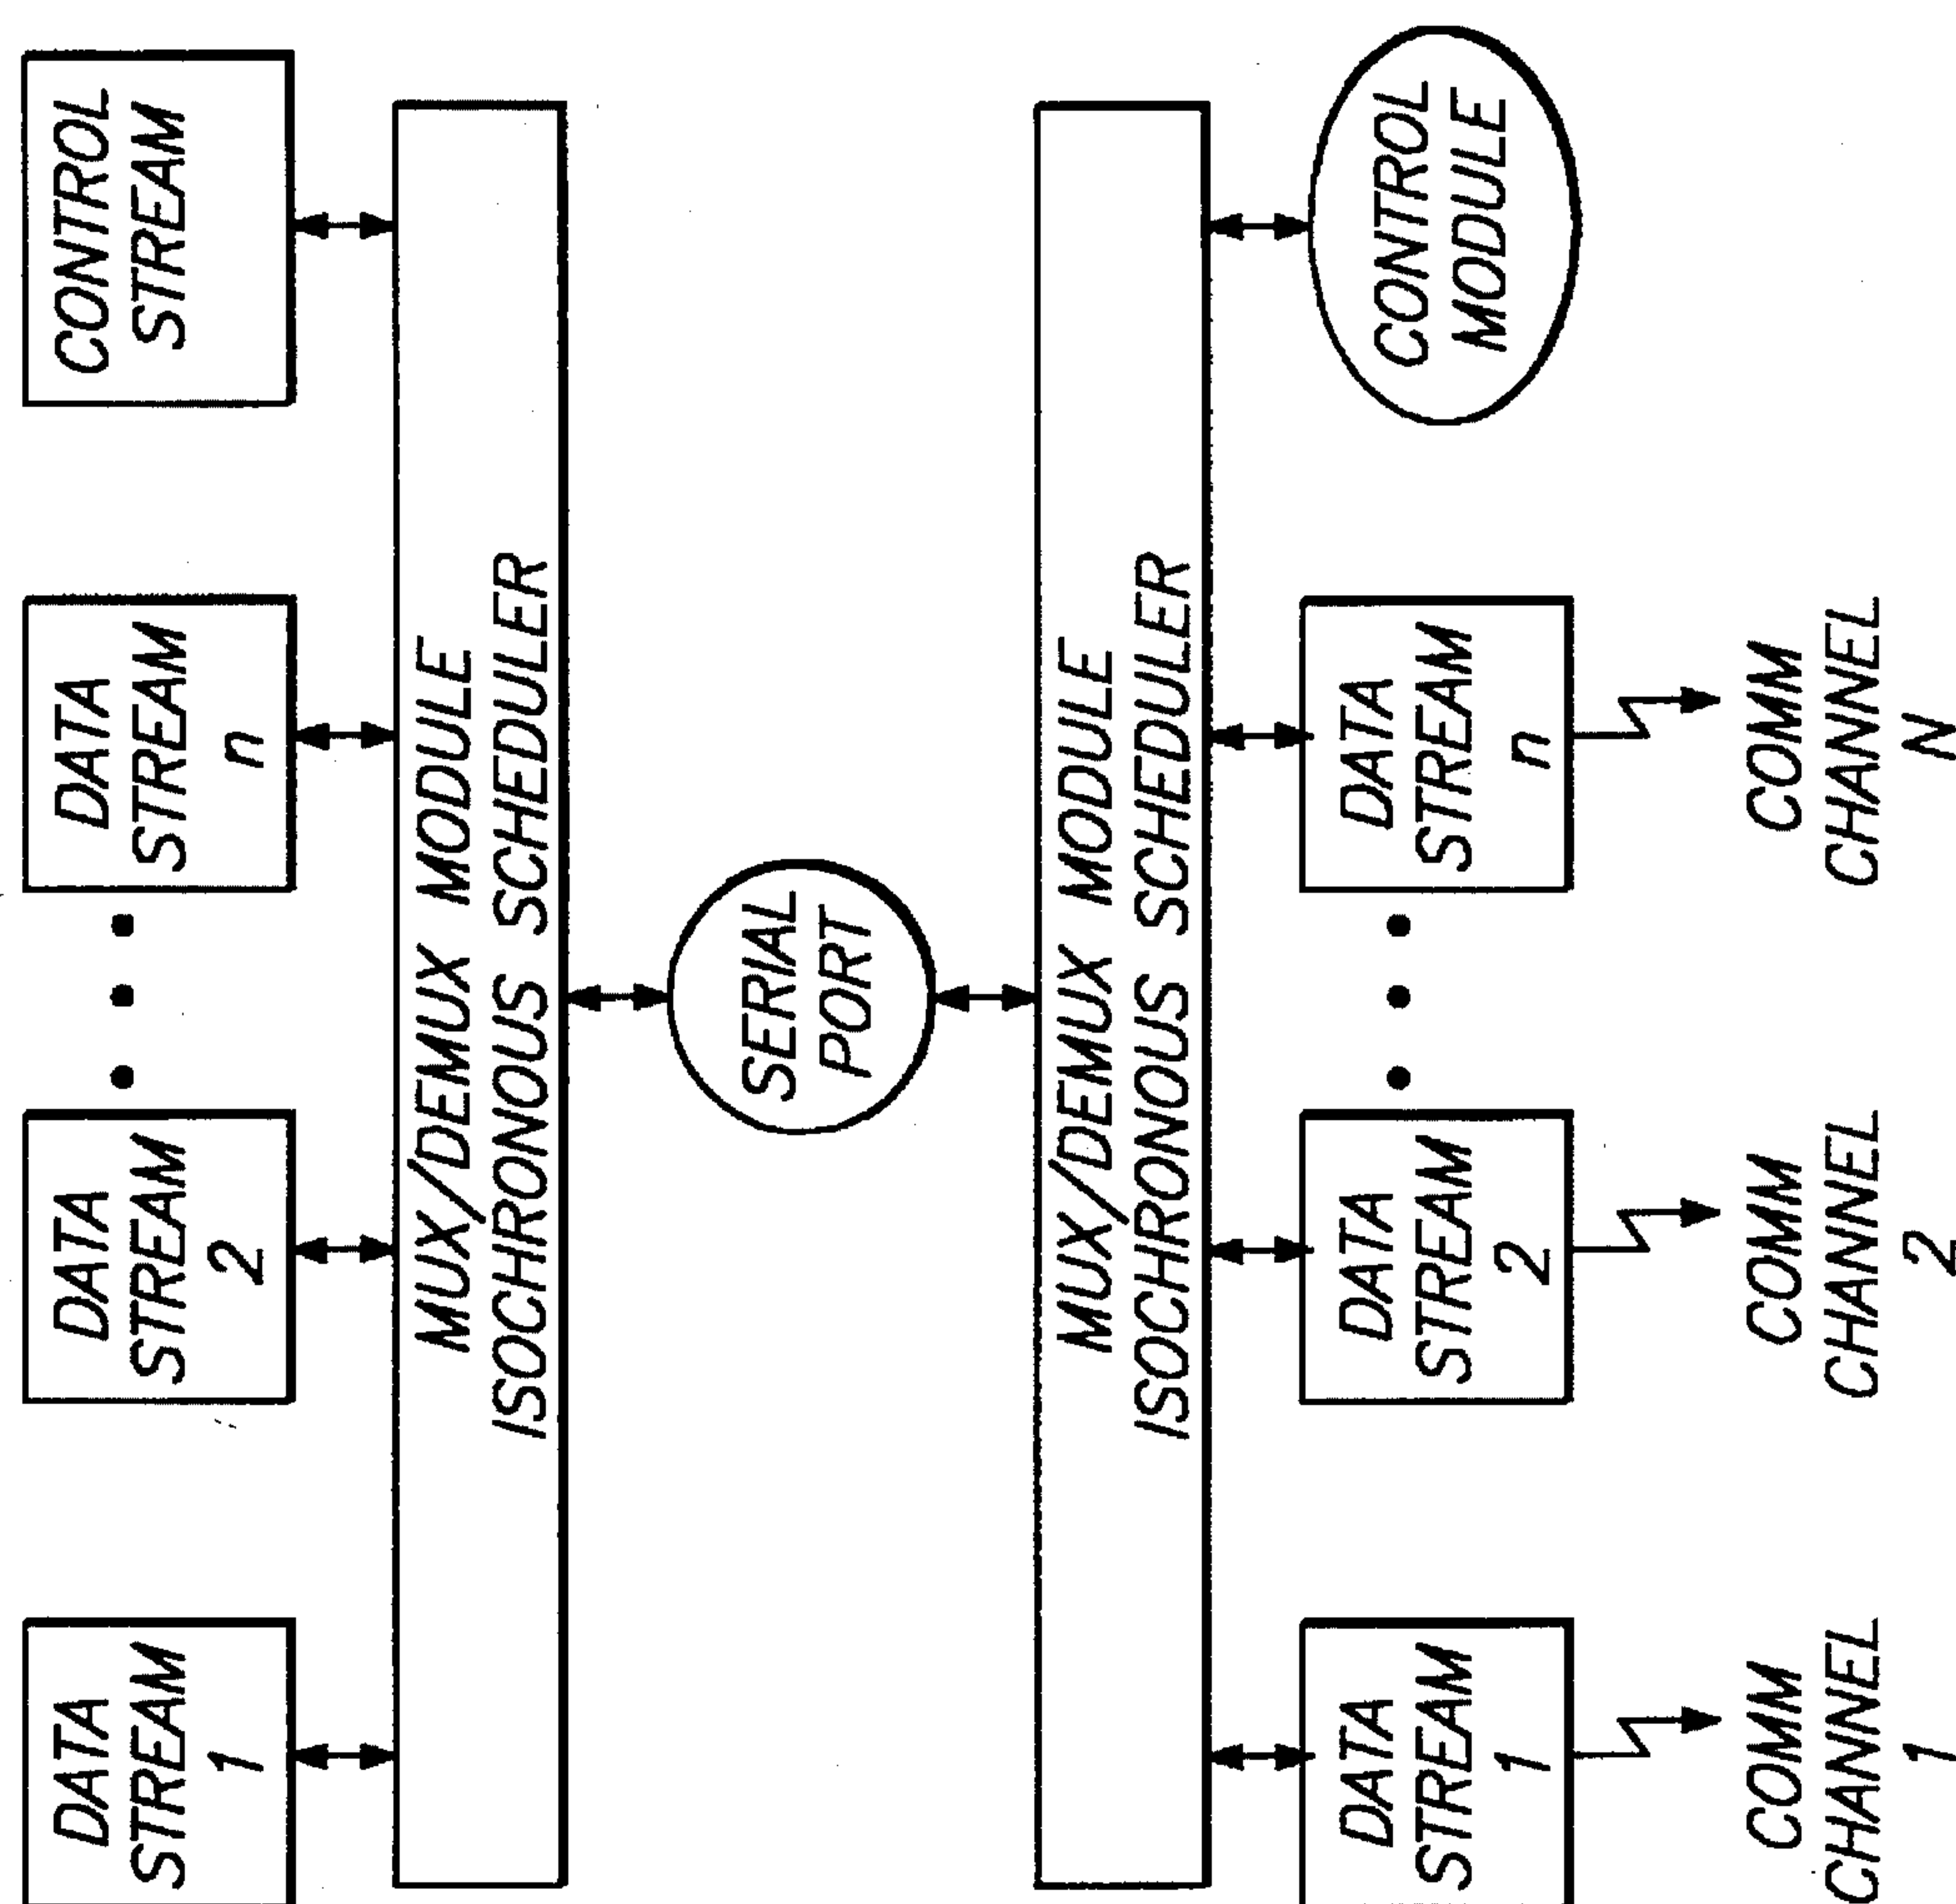 DATA
STREAM
1
DATA
STREAM
2
DATA
STREAM
n
CONTROL
STREAM
MUX/DEMUX MODULE
ISOCHRONOUS SCHEDULER
SERIAL
PORT
MUX/DEMUX MODULE
ISOCHRONOUS SCHEDULER
DATA
STREAM
1
DATA
STREAM
2
DATA
STREAM
n
CONTROL
MODULE
COMM
CHANNEL
1
COMM
CHANNEL
2
COMM
CHANNEL
N